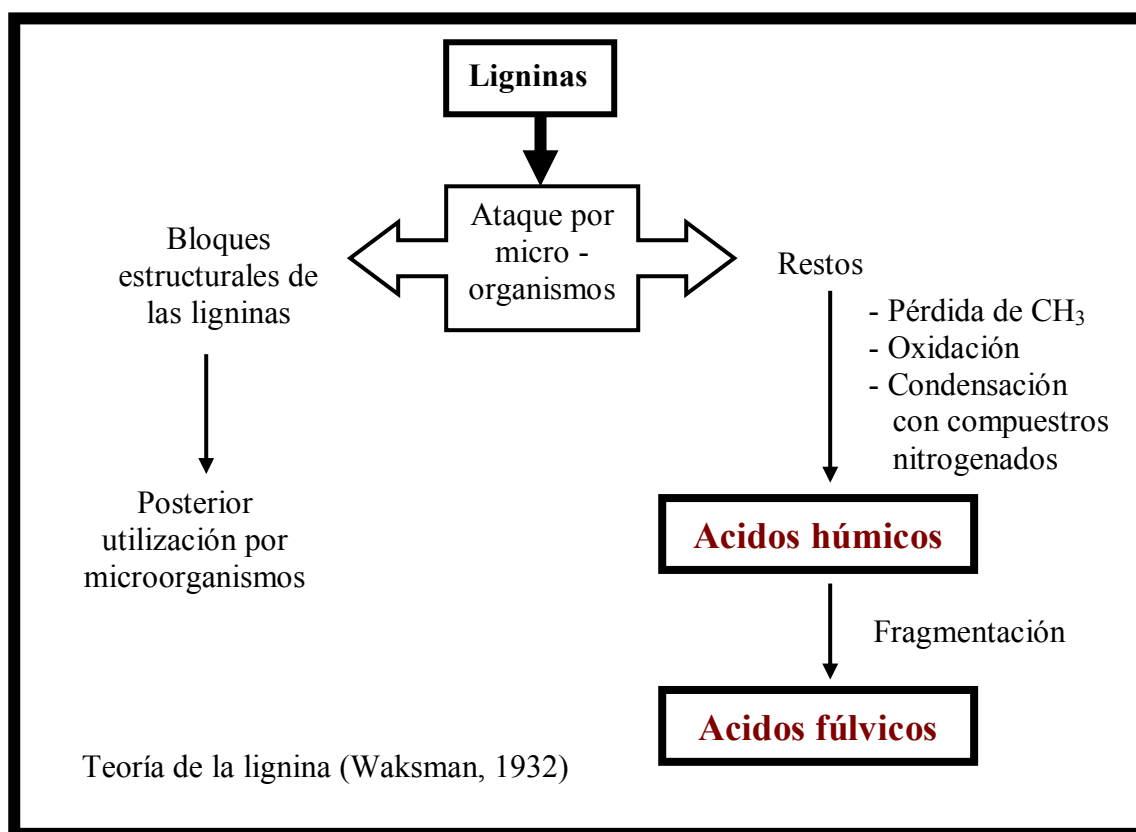 Ligninas
Ataque por
micro -
organismos
Bloques
estructurales de
las ligninas
Posterior
utilización por
microorganismos
Restos
- Pérdida de CH₃
- Oxidación
- Condensación
con compuestros
nitrogenados
Acidos húmicos
Fragmentación
Acidos fúlvicos
Teoría de la lignina (Waksman, 1932)